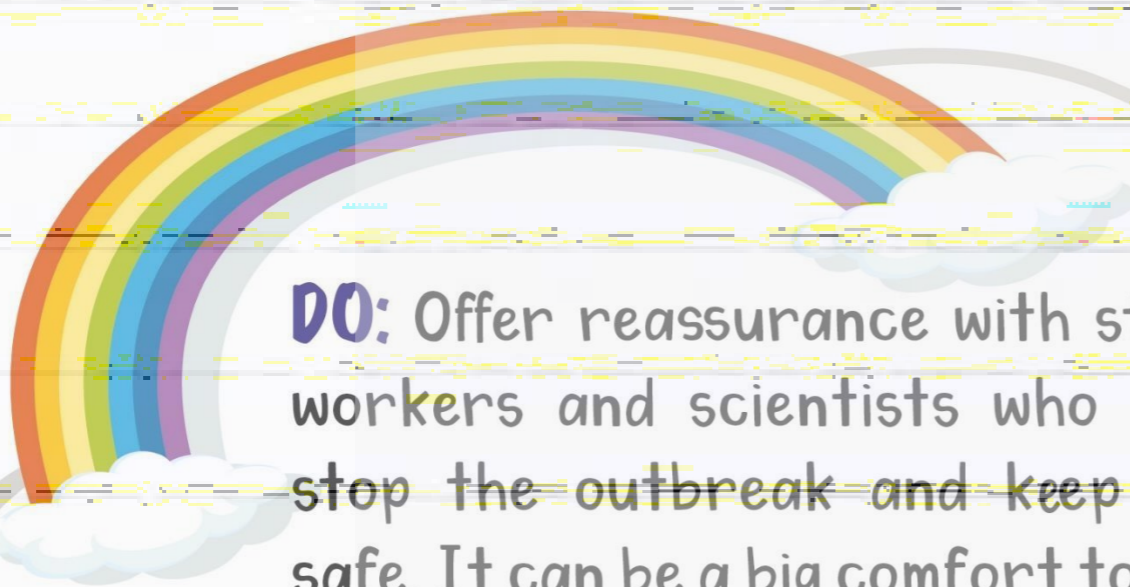 DO: Offer reassurance with
workers and scientists who
stop the outbreak and keep
safe. It can be a big comfort to